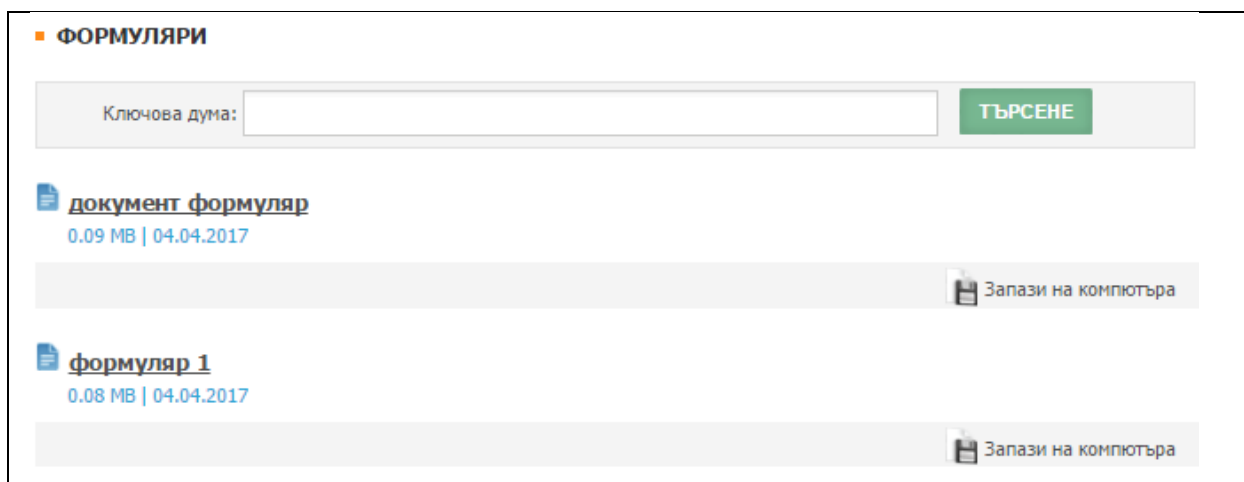 ФОРМУЛЯРИ
Ключова дума:
ТЪРСЕНЕ
документ формуляр
0.09 MB | 04.04.2017
Запази на компютъра
формуляр 1
0.08 MB | 04.04.2017
Запази на компютъра